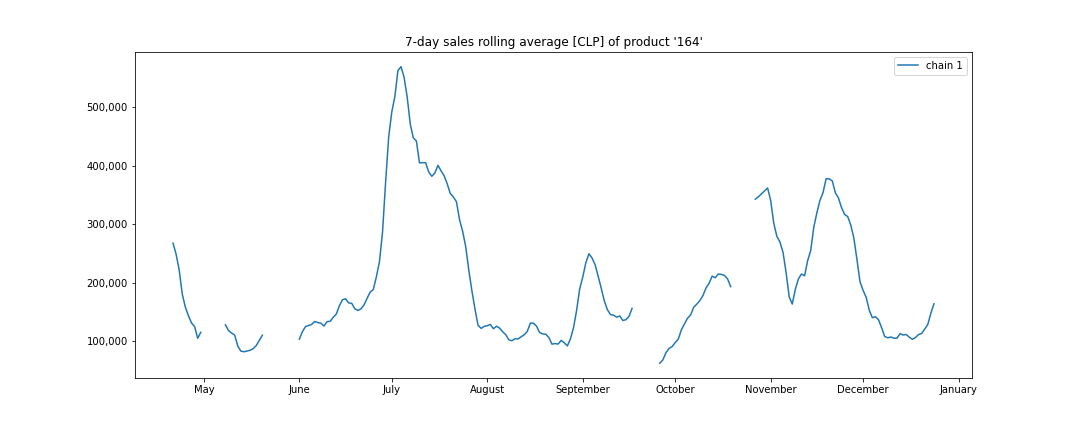 7-day sales rolling average [CLP] of product '164'
chain 1
500,000
400,000
300,000
200,000
100,000
May June July August September October November December January